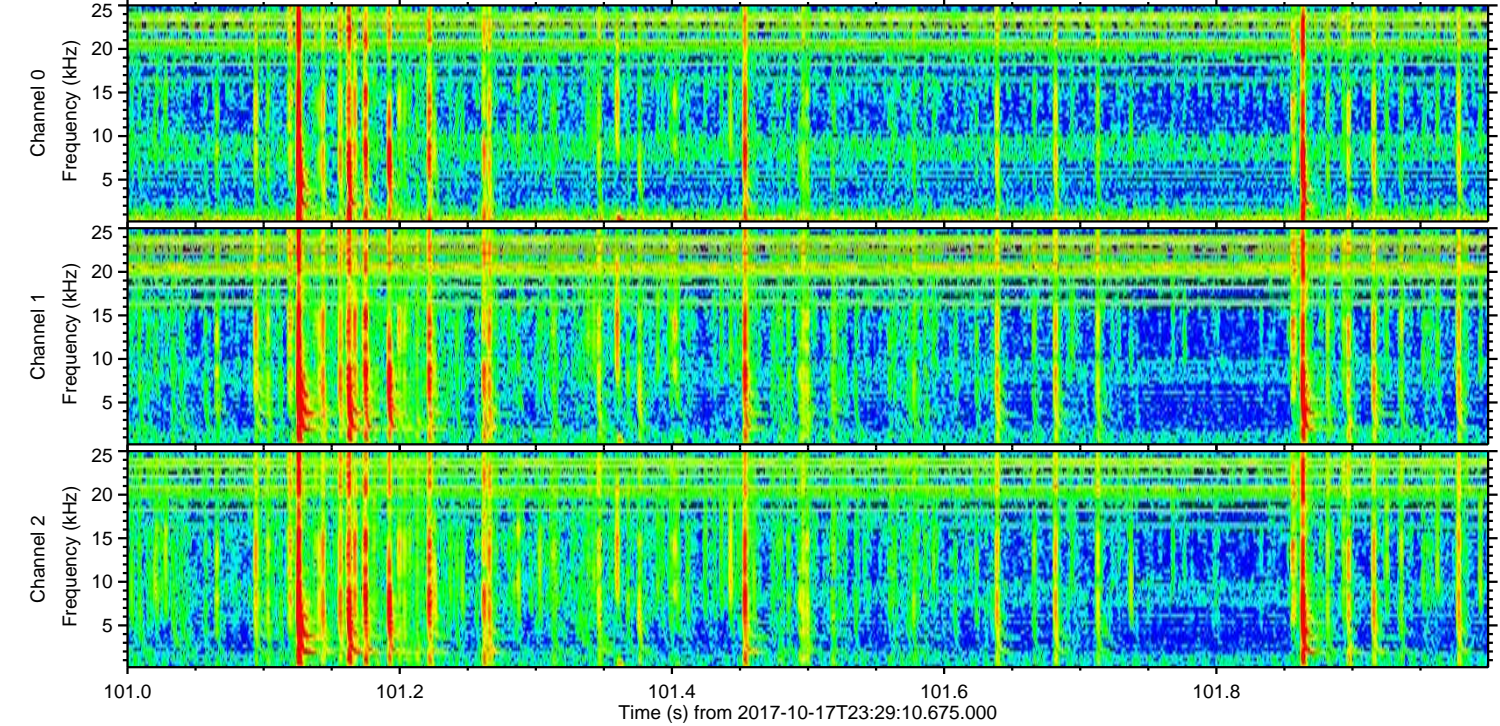 25
20
15
10
5
Channel 0
Frequency (kHz)
25
20
15
10
5
Channel 1
Frequency (kHz)
25
20
15
10
5
Channel 2
Frequency (kHz)
101.0 101.2 101.4 101.6 101.8
Time (s) from 2017-10-17T23:29:10.675.000